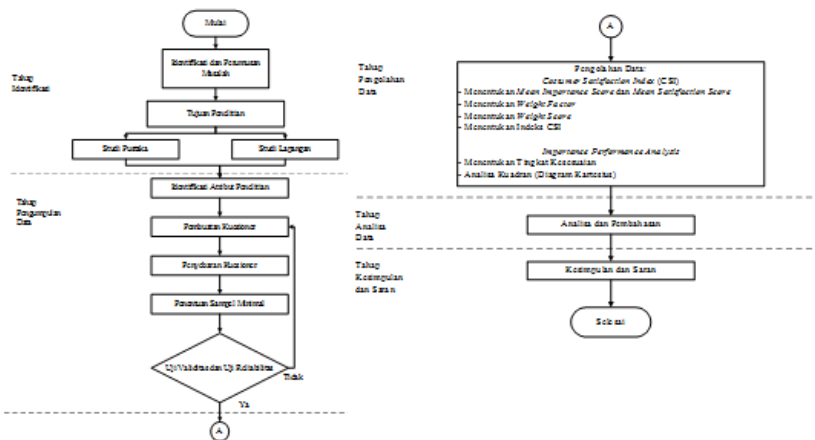 Mulai
Identifikasi dan Perumusan
Masalah
Tahap
Identifikasi
Tujuan Penelitian
Studi Pustaka
Studi Lapangan
Identifikasi Atribut Penelitian
Tahap
Pengumpulan
Data
Pembuatan Kuesioner
Penyebaran Kuesioner
Penentuan Sampel Minimal
Uji Validitas dan Uji Reliabilitas
Tidak
Ya
A
A
Tahap
Pengolahan
Data
Pengolahan Data:
Costumer Satisfaction Index (CSI)
- Menentukan Mean Importance Score dan Mean Satisfaction Score
- Menentukan Weight Factor
- Menentukan Weight Score
- Menentukan Indeks CSI
Importance Performance Analysis
- Menentukan Tingkat Kesesuaian
- Analisa Kuadran (Diagram Kartesius)
Tahap
Analisa
Data
Analisa dan Pembahasan
Tahap
Kesimpulan
dan Saran
Kesimpulan dan Saran
Selesai